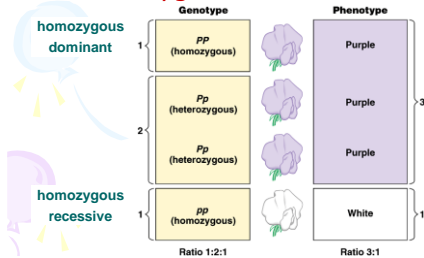 Genotype
Phenotype
homozygous
dominant
1
PP
(homozygous)
Purple
2
Pp
(heterozygous)
Purple
3
Pp
(heterozygous)
Purple
homozygous
recessive
1
pp
(homozygous)
White
1
Ratio 1:2:1
Ratio 3:1